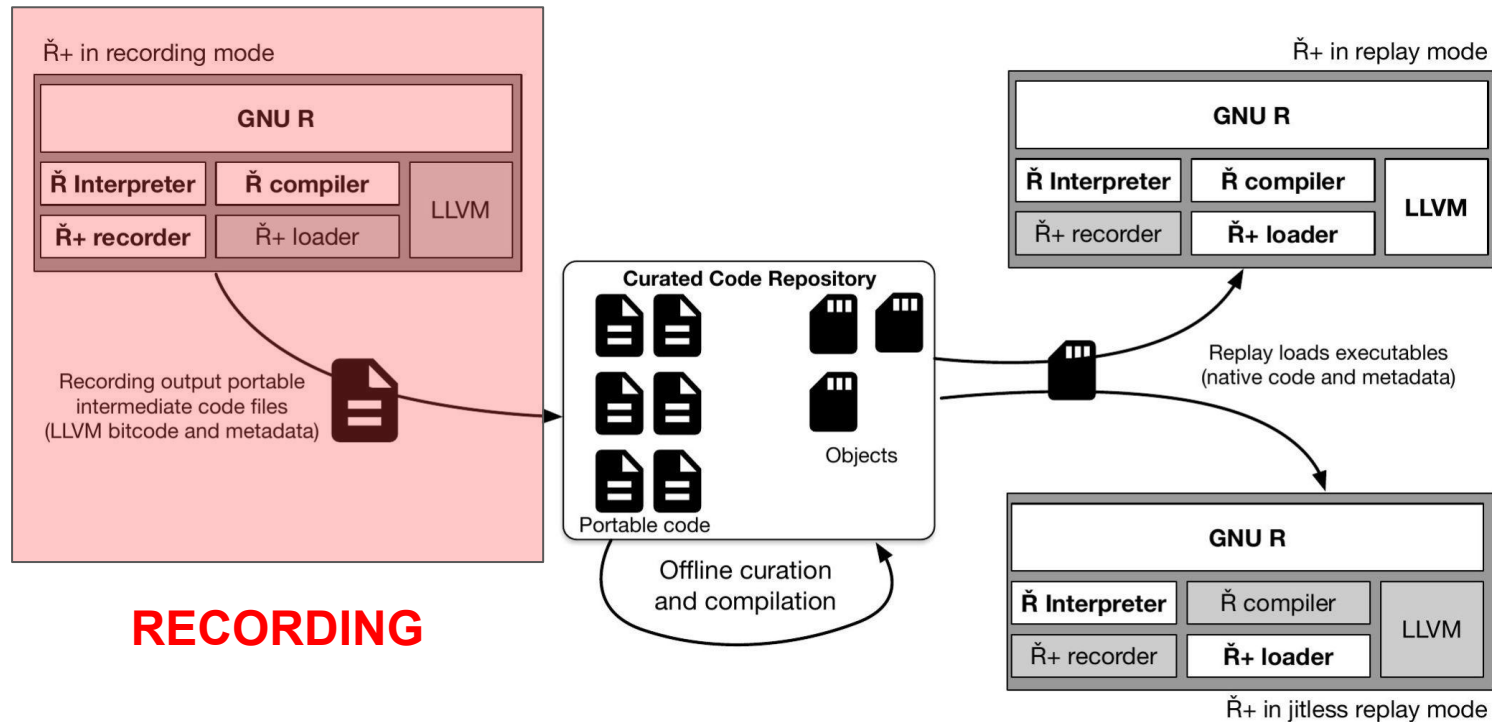 Ř+ in recording mode
GNU R
Ř Interpreter
Ř compiler
LLVM
Ř+ recorder
Ř+ loader
Recording output portable
intermediate code files
(LLVM bitcode and metadata)
RECORDING
Curated Code Repository
Objects
Portable code
Offline curation
and compilation
Ř+ in replay mode
GNU R
Ř Interpreter
Ř compiler
LLVM
Ř+ recorder
Ř+ loader
Replay loads executables
(native code and metadata)
GNU R
Ř Interpreter
Ř compiler
LLVM
Ř+ recorder
Ř+ loader
Ř+ in jitless replay mode